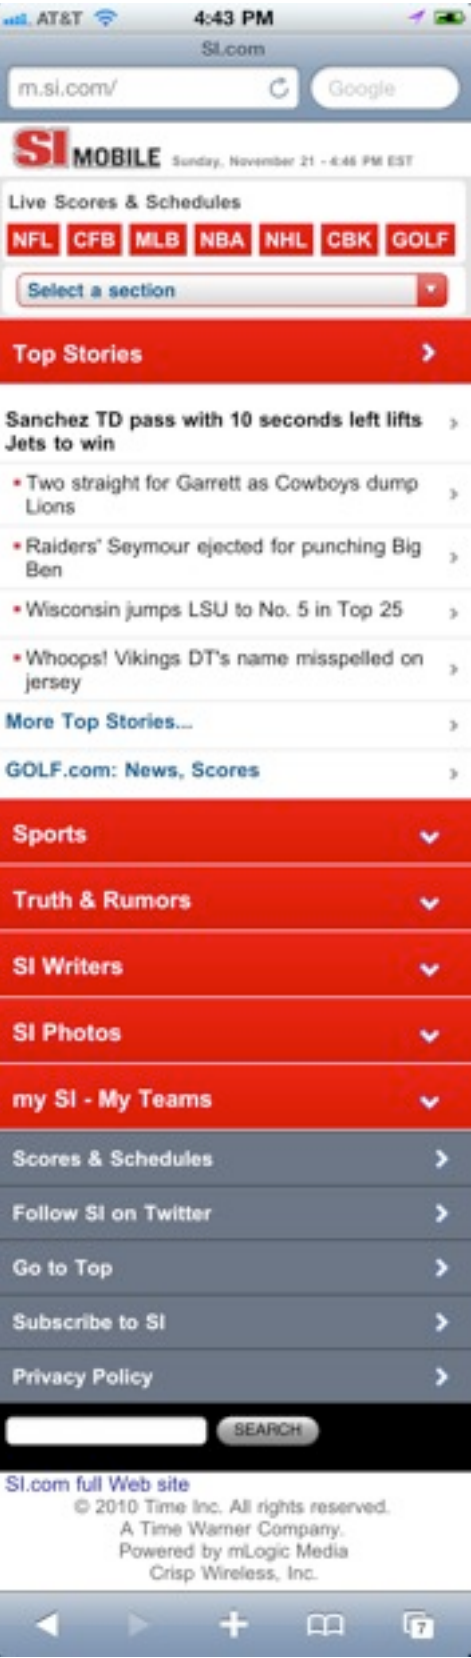 AT&T 4:43 PM
SI.com
m.si.com/ Google
SI MOBILE Sunday, November 21 - 4:46 PM EST
Live Scores & Schedules
NFL CFB MLB NBA NHL CBK GOLF
Select a section
Top Stories
Sanchez TD pass with 10 seconds left lifts
Jets to win
Two straight for Garrett as Cowboys dump
Lions
Raiders' Seymour ejected for punching Big
Ben
Wisconsin jumps LSU to No. 5 in Top 25
Whoops! Vikings DT's name misspelled on
jersey
More Top Stories...
GOLF.com: News, Scores
Sports
Truth & Rumors
SI Writers
SI Photos
my SI - My Teams
Scores & Schedules
Follow SI on Twitter
Go to Top
Subscribe to SI
Privacy Policy
SEARCH
SI.com full Web site
© 2010 Time Inc. All rights reserved.
A Time Warner Company.
Powered by mLogic Media
Crisp Wireless, Inc.
7